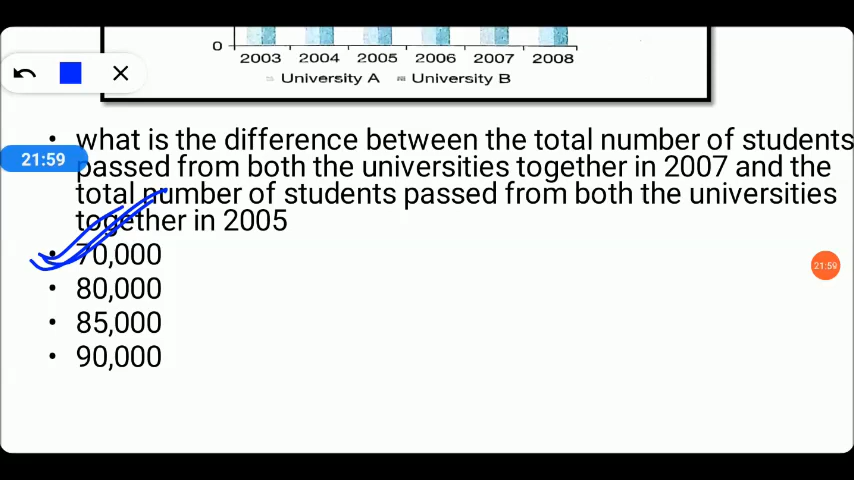 0
2003 2004 2005 2006 2007 2008
University A University B
• what is the difference between the total number of students
21:59
passed from both the universities together in 2007 and the
total number of students passed from both the universities
together in 2005
• 70,000
21:59
• 80,000
• 85,000
• 90,000